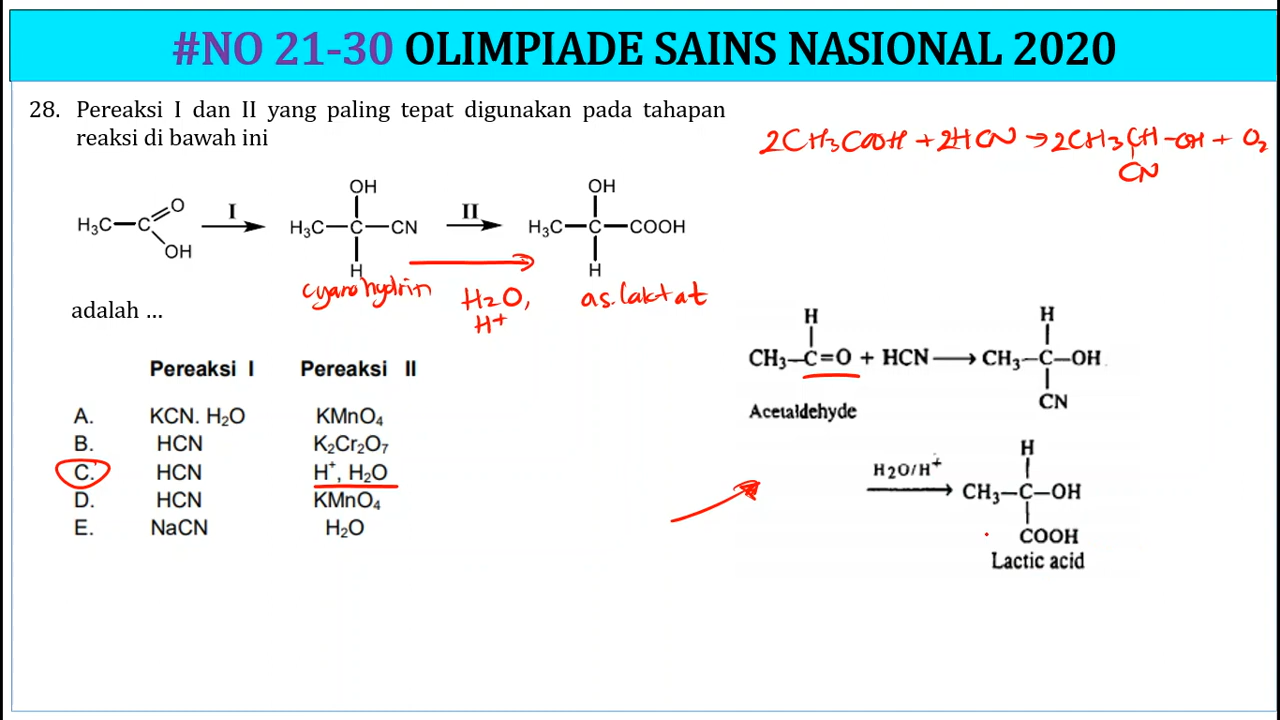 #NO 21-30 OLIMPIADE SAINS NASIONAL 2020
28. Pereaksi I dan II yang paling tepat digunakan pada tahapan
reaksi di bawah ini
2CH3COOH + 2HCN → 2CH3CH-OH + O2
CN
H₃C—C=O
OH
I
OH
H₃C—C—CN
H
II
OH
H₃C—C—COOH
H
cyanohydrin
H2O,
H+
as. laktat
adalah ...
Pereaksi I Pereaksi II
A. KCN. H₂O KMnO₄
B. HCN K₂Cr₂O₇
C. HCN H⁺, H₂O
D. HCN KMnO₄
E. NaCN H₂O
H H
CH₃—C=O + HCN ⟶ CH₃—C—OH
CN
Acetaldehyde
H
H2O/H⁺ CH₃—C—OH
COOH
Lactic acid